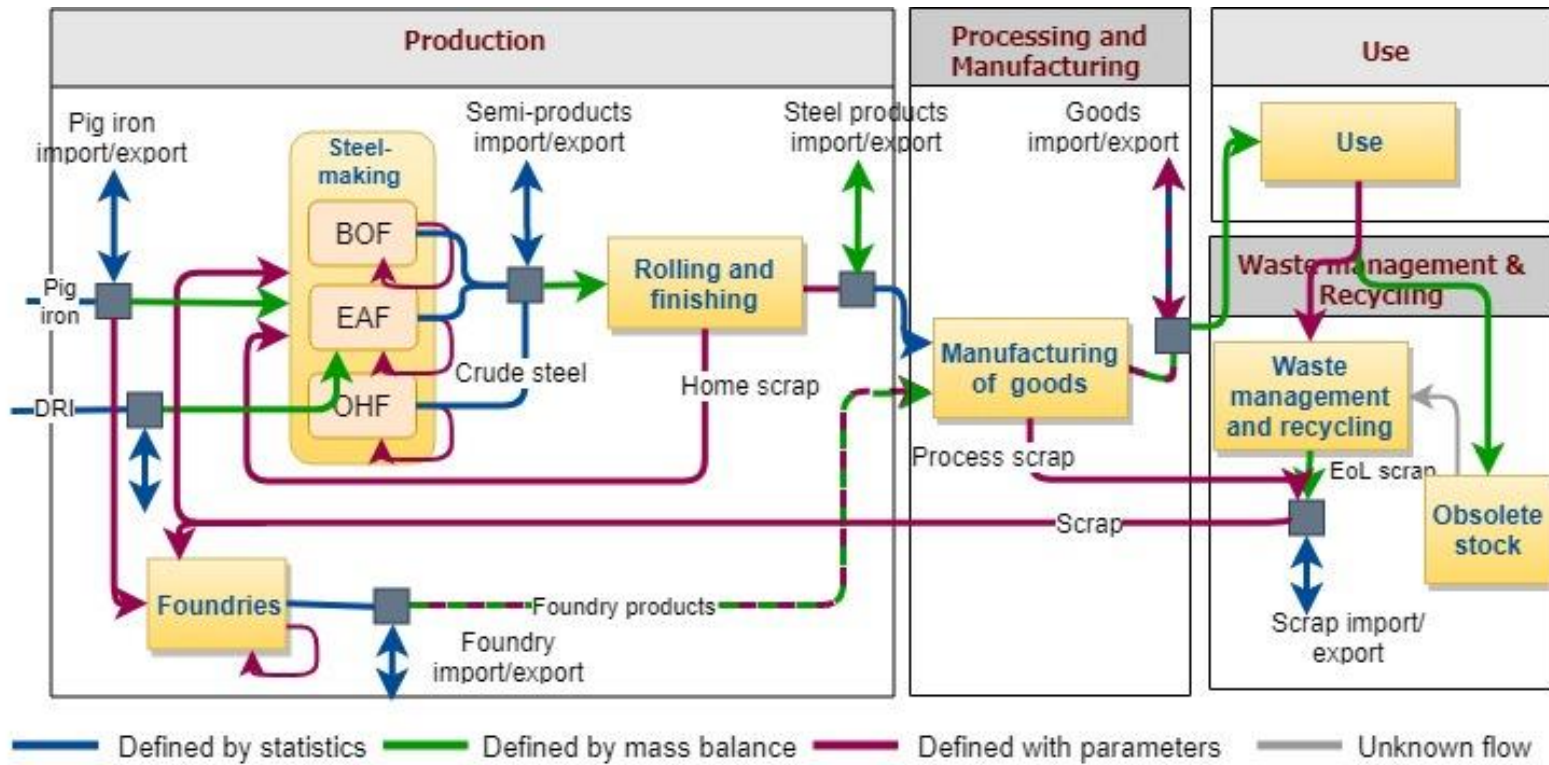 Production
Processing and
Manufacturing
Use
Pig iron
import/export
Semi-products
import/export
Steel products
import/export
Goods
import/export
Steel-
making
BOF
EAF
OHF
Pig
iron
DRI
Crude steel
Rolling and
finishing
Home scrap
Manufacturing
of goods
Process scrap
Use
Waste management &
Recycling
Waste
management
and recycling
EoL scrap
Obsolete
stock
Scrap
Scrap import/
export
Foundries
Foundry products
Foundry
import/export
Defined by statistics
Defined by mass balance
Defined with parameters
Unknown flow